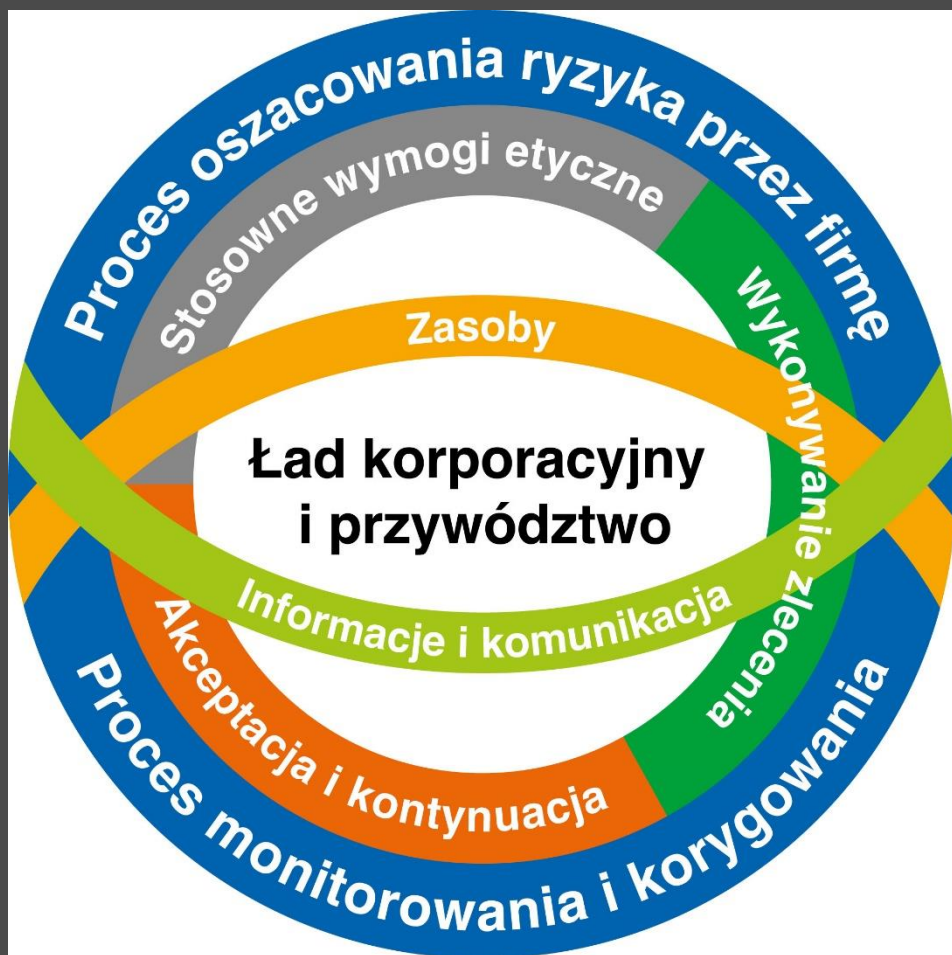 Proces oszacowania ryzyka przez firmę
Stosowne wymogi etyczne
Wykonywanie zlecenia
Zasoby
Ład korporacyjny
i przywództwo
Informacje i komunikacja
Akceptacja i kontynuacja
Proces monitorowania i korygowania